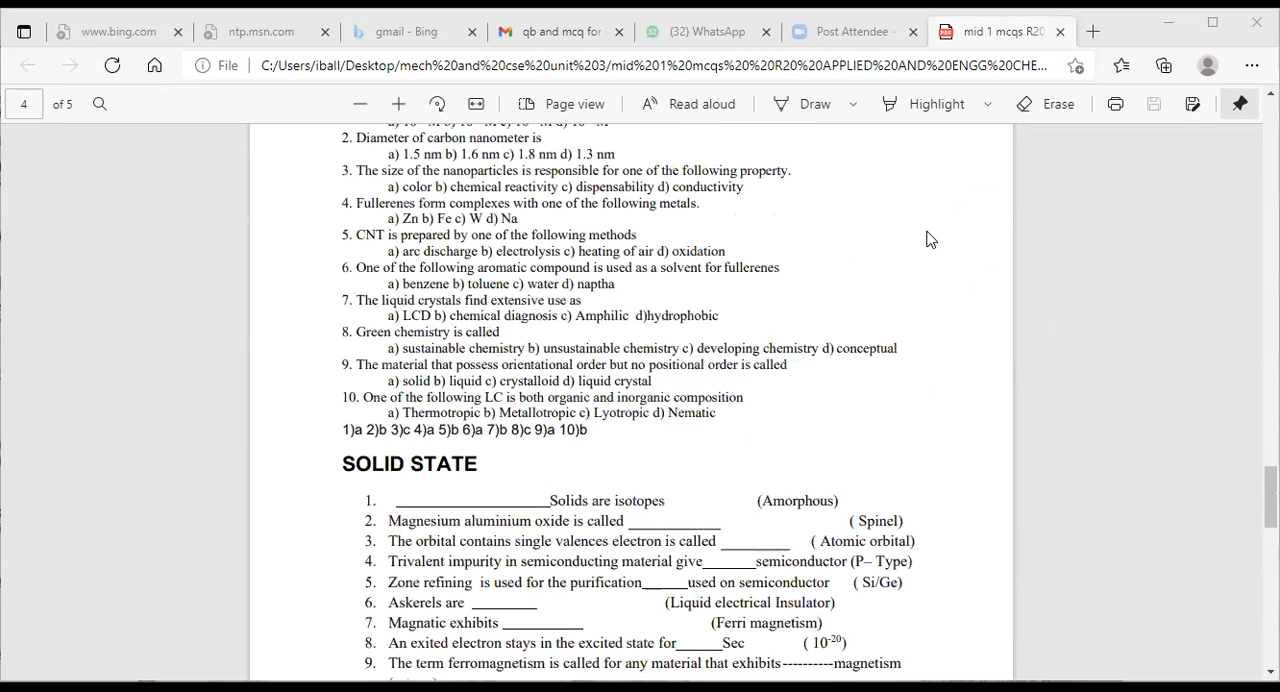 www.bing.com
ntp.msn.com
gmail - Bing
qb and mcq for
(32) WhatsApp
Post Attendee -
mid 1 mcqs R20
File C:/Users/iball/Desktop/mech%20and%20cse%20unit%203/mid%201%20mcqs%20%20R20%20APPLIED%20AND%20ENGG%20CHE...
4 of 5 Page view Read aloud Draw Highlight Erase
2. Diameter of carbon nanometer is
a) 1.5 nm b) 1.6 nm c) 1.8 nm d) 1.3 nm
3. The size of the nanoparticles is responsible for one of the following property.
a) color b) chemical reactivity c) dispensability d) conductivity
4. Fullerenes form complexes with one of the following metals.
a) Zn b) Fe c) W d) Na
5. CNT is prepared by one of the following methods
a) arc discharge b) electrolysis c) heating of air d) oxidation
6. One of the following aromatic compound is used as a solvent for fullerenes
a) benzene b) toluene c) water d) naptha
7. The liquid crystals find extensive use as
a) LCD b) chemical diagnosis c) Amphilic d)hydrophobic
8. Green chemistry is called
a) sustainable chemistry b) unsustainable chemistry c) developing chemistry d) conceptual
9. The material that possess orientational order but no positional order is called
a) solid b) liquid c) crystalloid d) liquid crystal
10. One of the following LC is both organic and inorganic composition
a) Thermotropic b) Metallotropic c) Lyotropic d) Nematic
1)a 2)b 3)c 4)a 5)b 6)a 7)b 8)c 9)a 10)b
SOLID STATE
1. ___________________Solids are isotopes (Amorphous)
2. Magnesium aluminium oxide is called ___________ ( Spinel)
3. The orbital contains single valences electron is called ________ ( Atomic orbital)
4. Trivalent impurity in semiconducting material give______semiconductor (P– Type)
5. Zone refining is used for the purification_____used on semiconductor ( Si/Ge)
6. Askerels are ________ (Liquid electrical Insulator)
7. Magnatic exhibits __________ (Ferri magnetism)
8. An exited electron stays in the excited state for_____Sec ( 10-20)
9. The term ferromagnetism is called for any material that exhibits----------magnetism